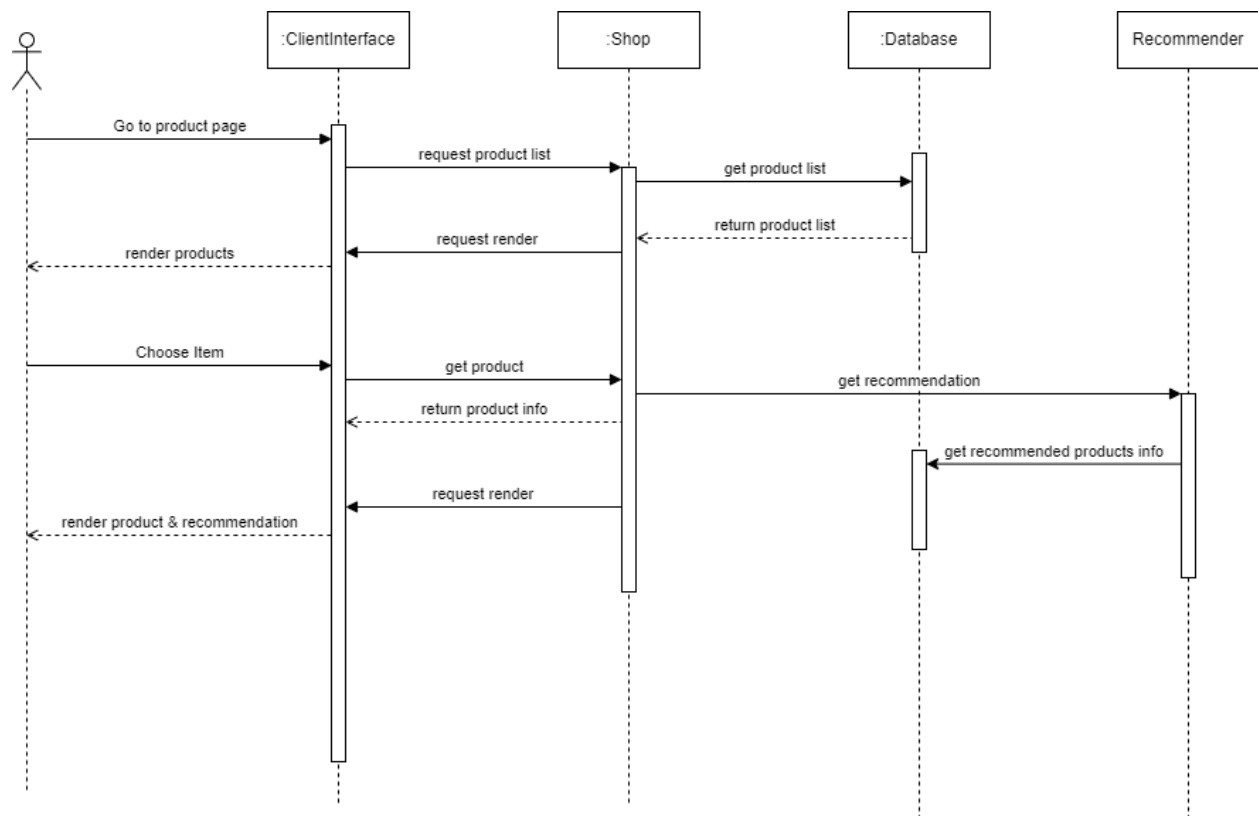 :ClientInterface
:Shop
:Database
Recommender
Go to product page
request product list
get product list
return product list
request render
render products
Choose Item
get product
get recommendation
return product info
get recommended products info
request render
render product & recommendation